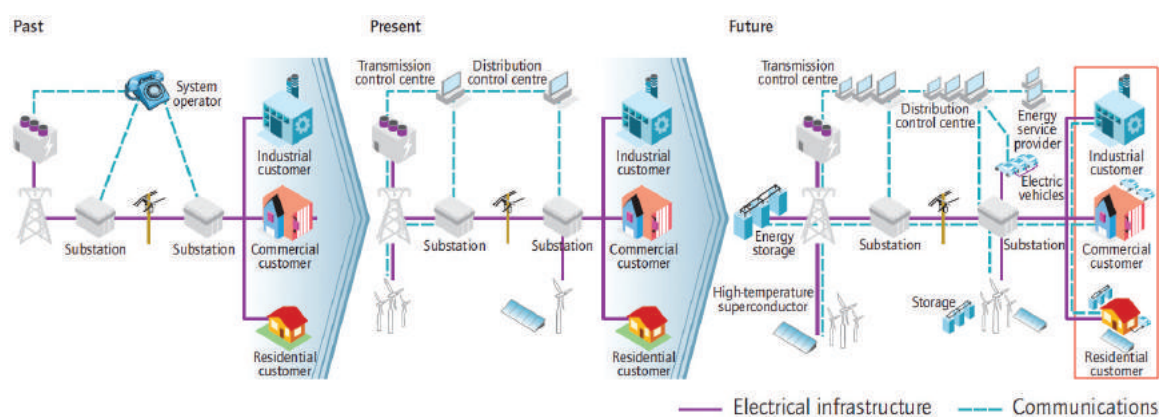 Past
System
operator
Substation
Substation
Industrial
customer
Commercial
customer
Residential
customer
Present
Transmission
control centre
Distribution
control centre
Substation
Substation
Industrial
customer
Commercial
customer
Residential
customer
Future
Transmission
control centre
Distribution
control centre
Energy
service
provider
Electric
vehicles
Energy
storage
Substation
Substation
High-temperature
superconductor
Storage
Industrial
customer
Commercial
customer
Residential
customer
Electrical infrastructure
Communications